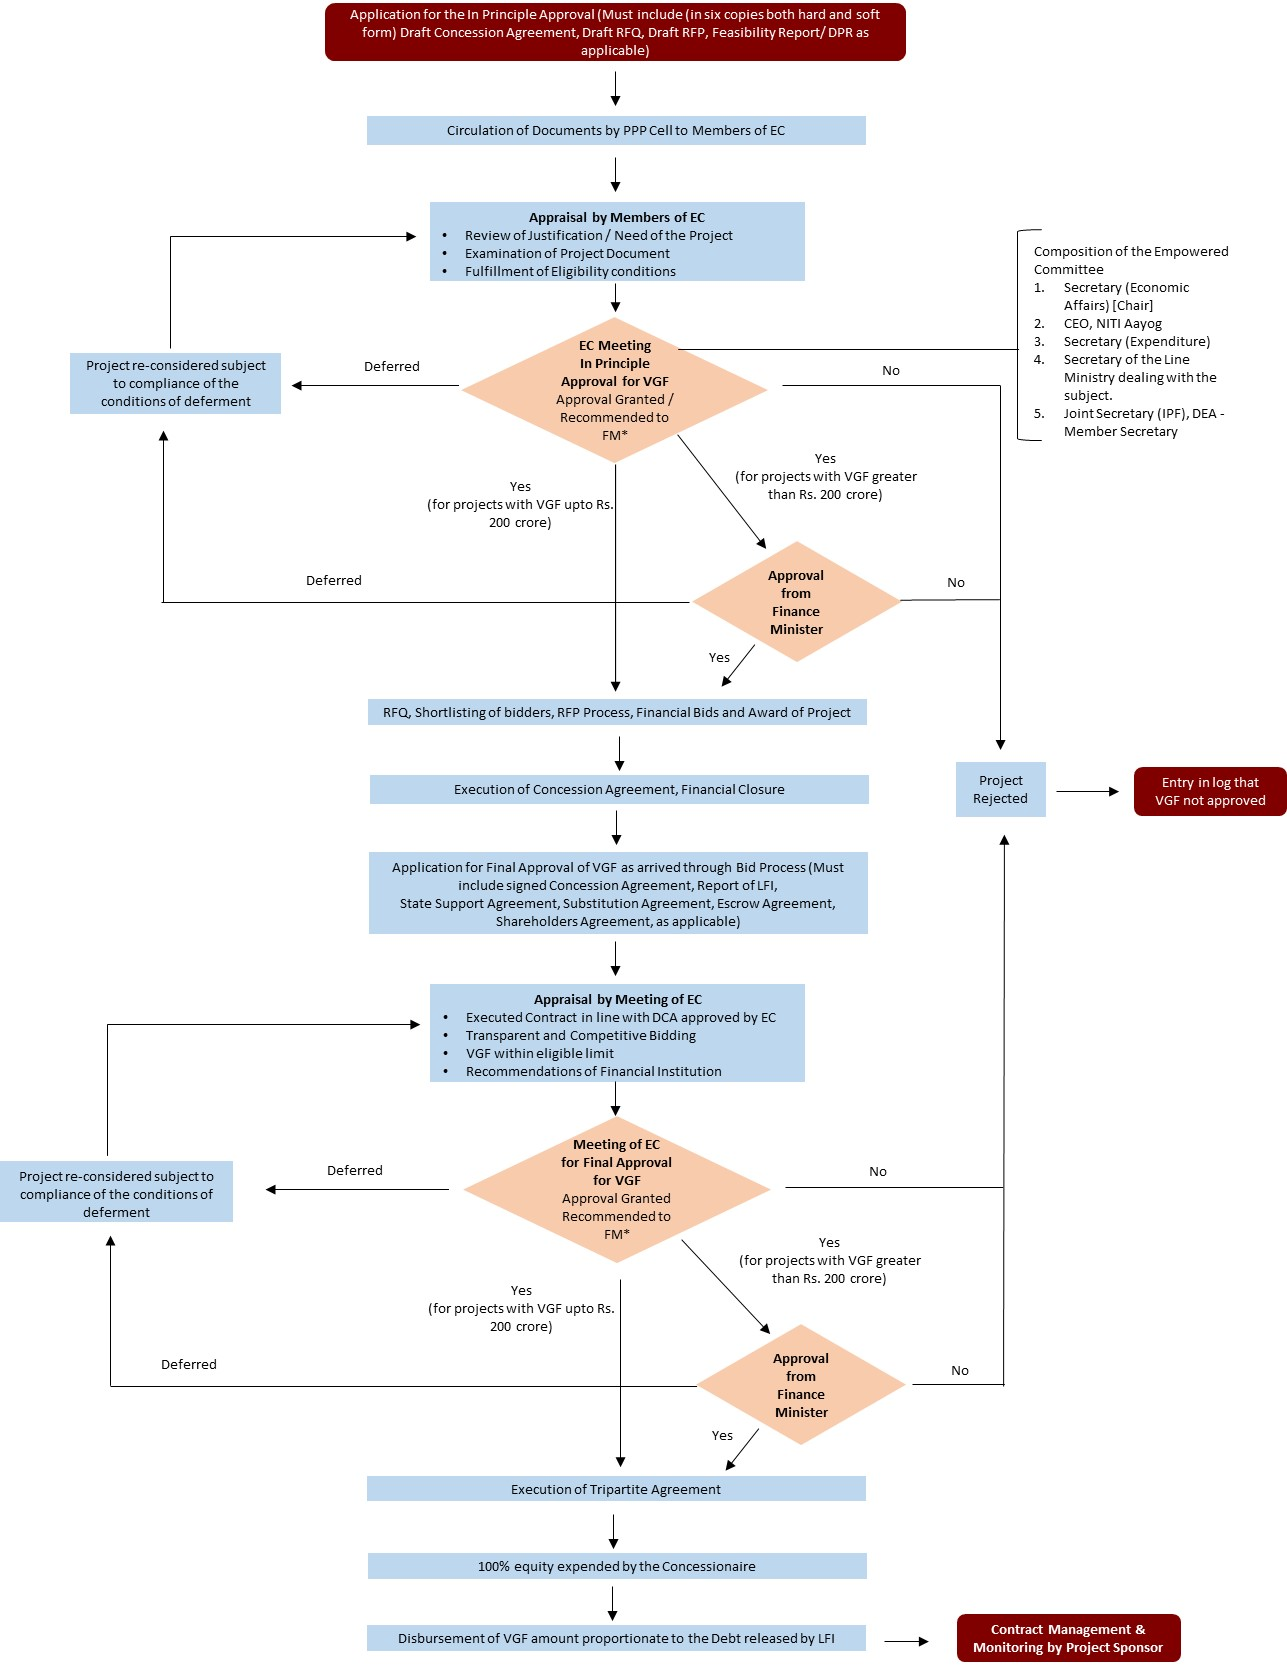 Application for the In Principle Approval (Must include (in six copies both hard and soft
form) Draft Concession Agreement, Draft RFQ, Draft RFP, Feasibility Report/ DPR as
applicable)
Circulation of Documents by PPP Cell to Members of EC
Appraisal by Members of EC
• Review of Justification / Need of the Project
• Examination of Project Document
• Fulfillment of Eligibility conditions
Composition of the Empowered
Committee
1. Secretary (Economic
Affairs) [Chair]
2. CEO, NITI Aayog
3. Secretary (Expenditure)
4. Secretary of the Line
Ministry dealing with the
subject.
5. Joint Secretary (IPF), DEA -
Member Secretary
EC Meeting
In Principle
Approval for VGF
Approval Granted /
Recommended to
FM*
Deferred
No
Project re-considered subject
to compliance of the
conditions of deferment
Yes
(for projects with VGF greater
than Rs. 200 crore)
Yes
(for projects with VGF upto Rs.
200 crore)
Approval
from
Finance
Minister
Deferred
No
Yes
RFQ, Shortlisting of bidders, RFP Process, Financial Bids and Award of Project
Execution of Concession Agreement, Financial Closure
Project
Rejected
Entry in log that
VGF not approved
Application for Final Approval of VGF as arrived through Bid Process (Must
include signed Concession Agreement, Report of LFI,
State Support Agreement, Substitution Agreement, Escrow Agreement,
Shareholders Agreement, as applicable)
Appraisal by Meeting of EC
• Executed Contract in line with DCA approved by EC
• Transparent and Competitive Bidding
• VGF within eligible limit
• Recommendations of Financial Institution
Meeting of EC
for Final Approval
for VGF
Approval Granted
Recommended to
FM*
Deferred
No
Project re-considered subject to
compliance of the conditions of
deferment
Yes
(for projects with VGF greater
than Rs. 200 crore)
Yes
(for projects with VGF upto Rs.
200 crore)
Approval
from
Finance
Minister
Deferred
No
Yes
Execution of Tripartite Agreement
100% equity expended by the Concessionaire
Disbursement of VGF amount proportionate to the Debt released by LFI
Contract Management &
Monitoring by Project Sponsor